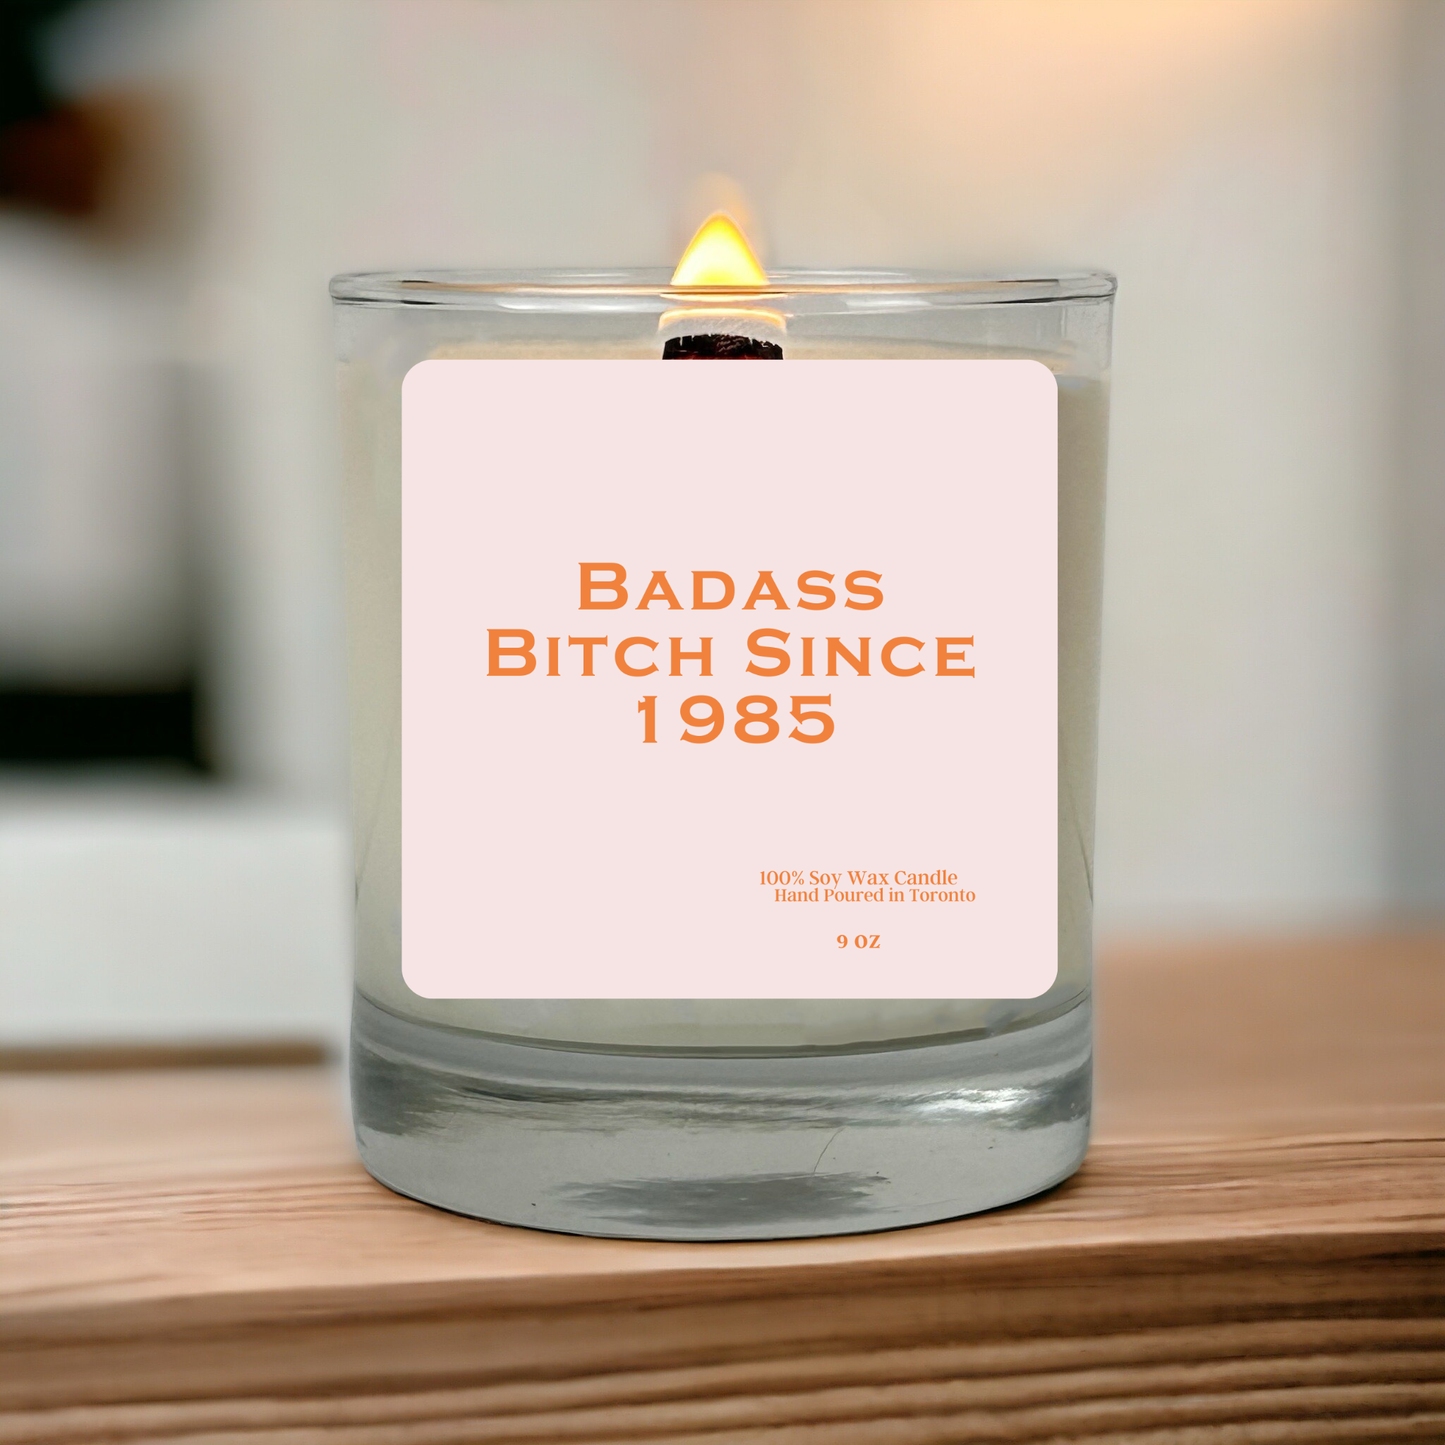 Badass
Bitch Since
1985
100% Soy Wax Candle
Hand Poured in Toronto
9 OZ